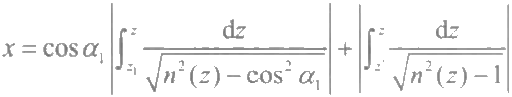 x = cos α₁ |∫_{z₁}^{z} dz / √(n²(z) − cos² α₁)| + |∫_{z'}^{z} dz / √(n²(z) − 1)|